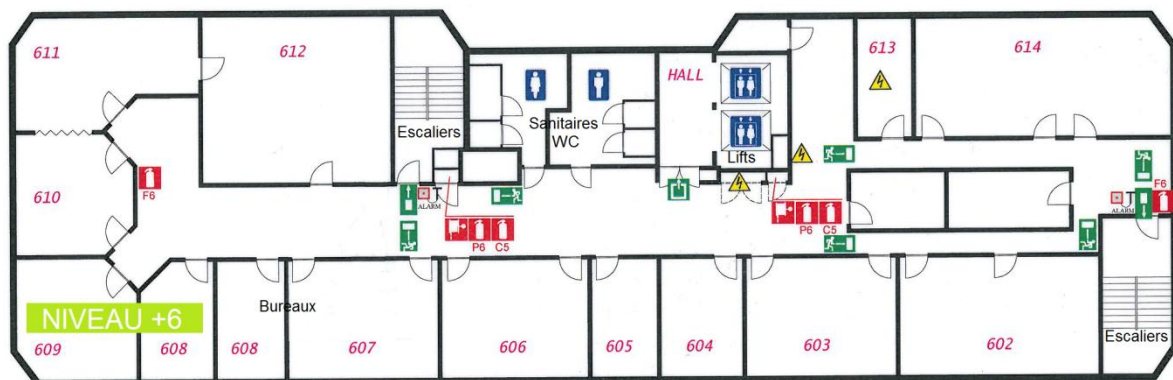 611
612
HALL
613
614
Escaliers
Sanitaires
WC
Lifts
610
F6
F6
ALARM
ALARM
P6
C5
P6
C5
Bureaux
NIVEAU +6
Escaliers
609
608
608
607
606
605
604
603
602